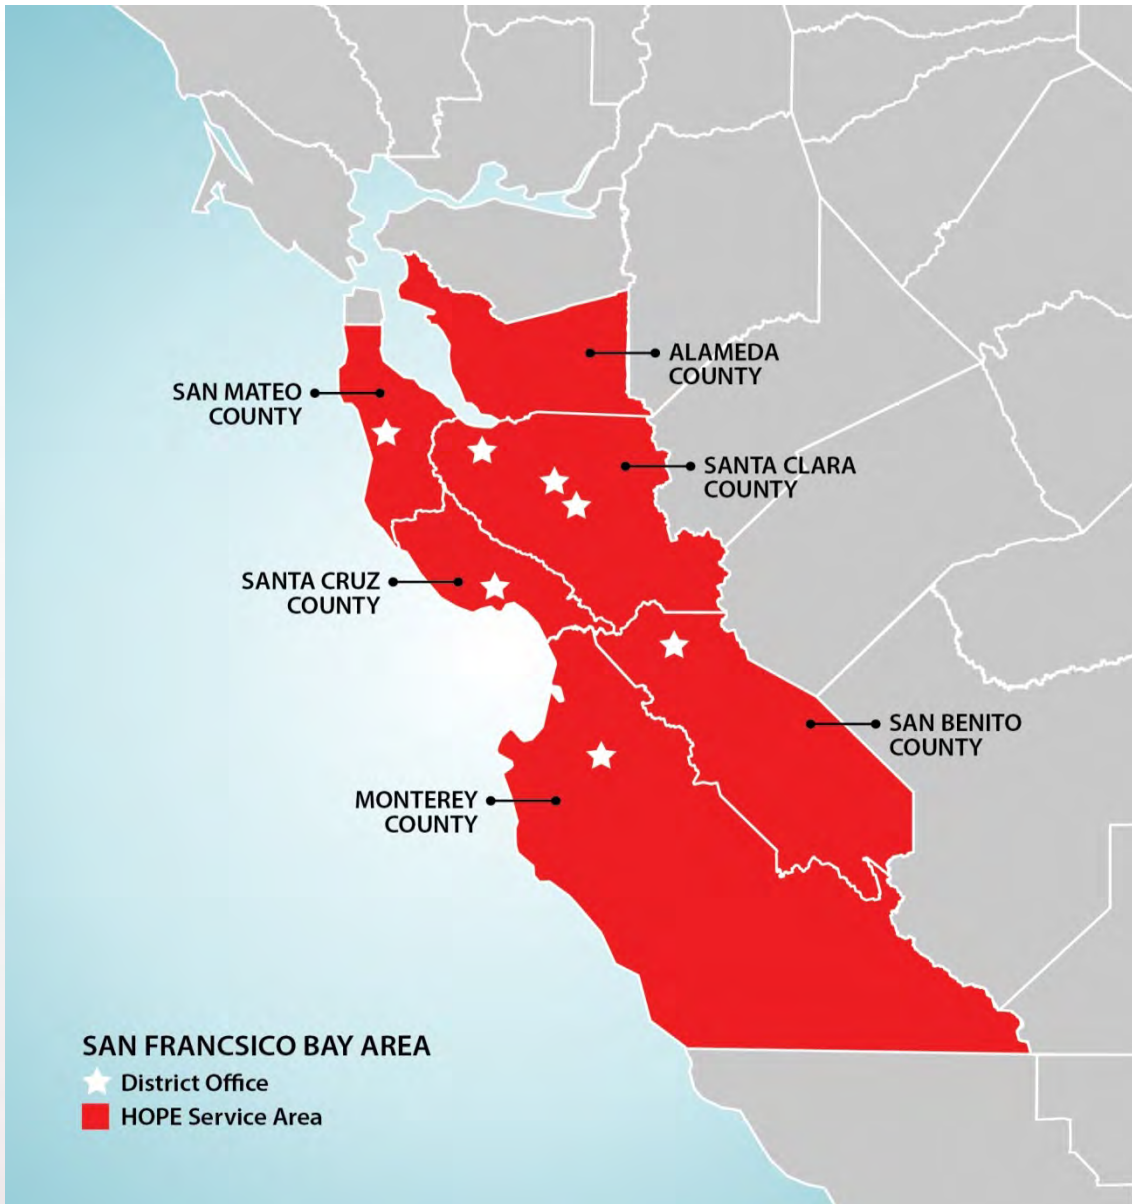 ALAMEDA
COUNTY
SAN MATEO
COUNTY
SANTA CLARA
COUNTY
SANTA CRUZ
COUNTY
SAN BENITO
COUNTY
MONTEREY
COUNTY
SAN FRANCSICO BAY AREA
District Office
HOPE Service Area